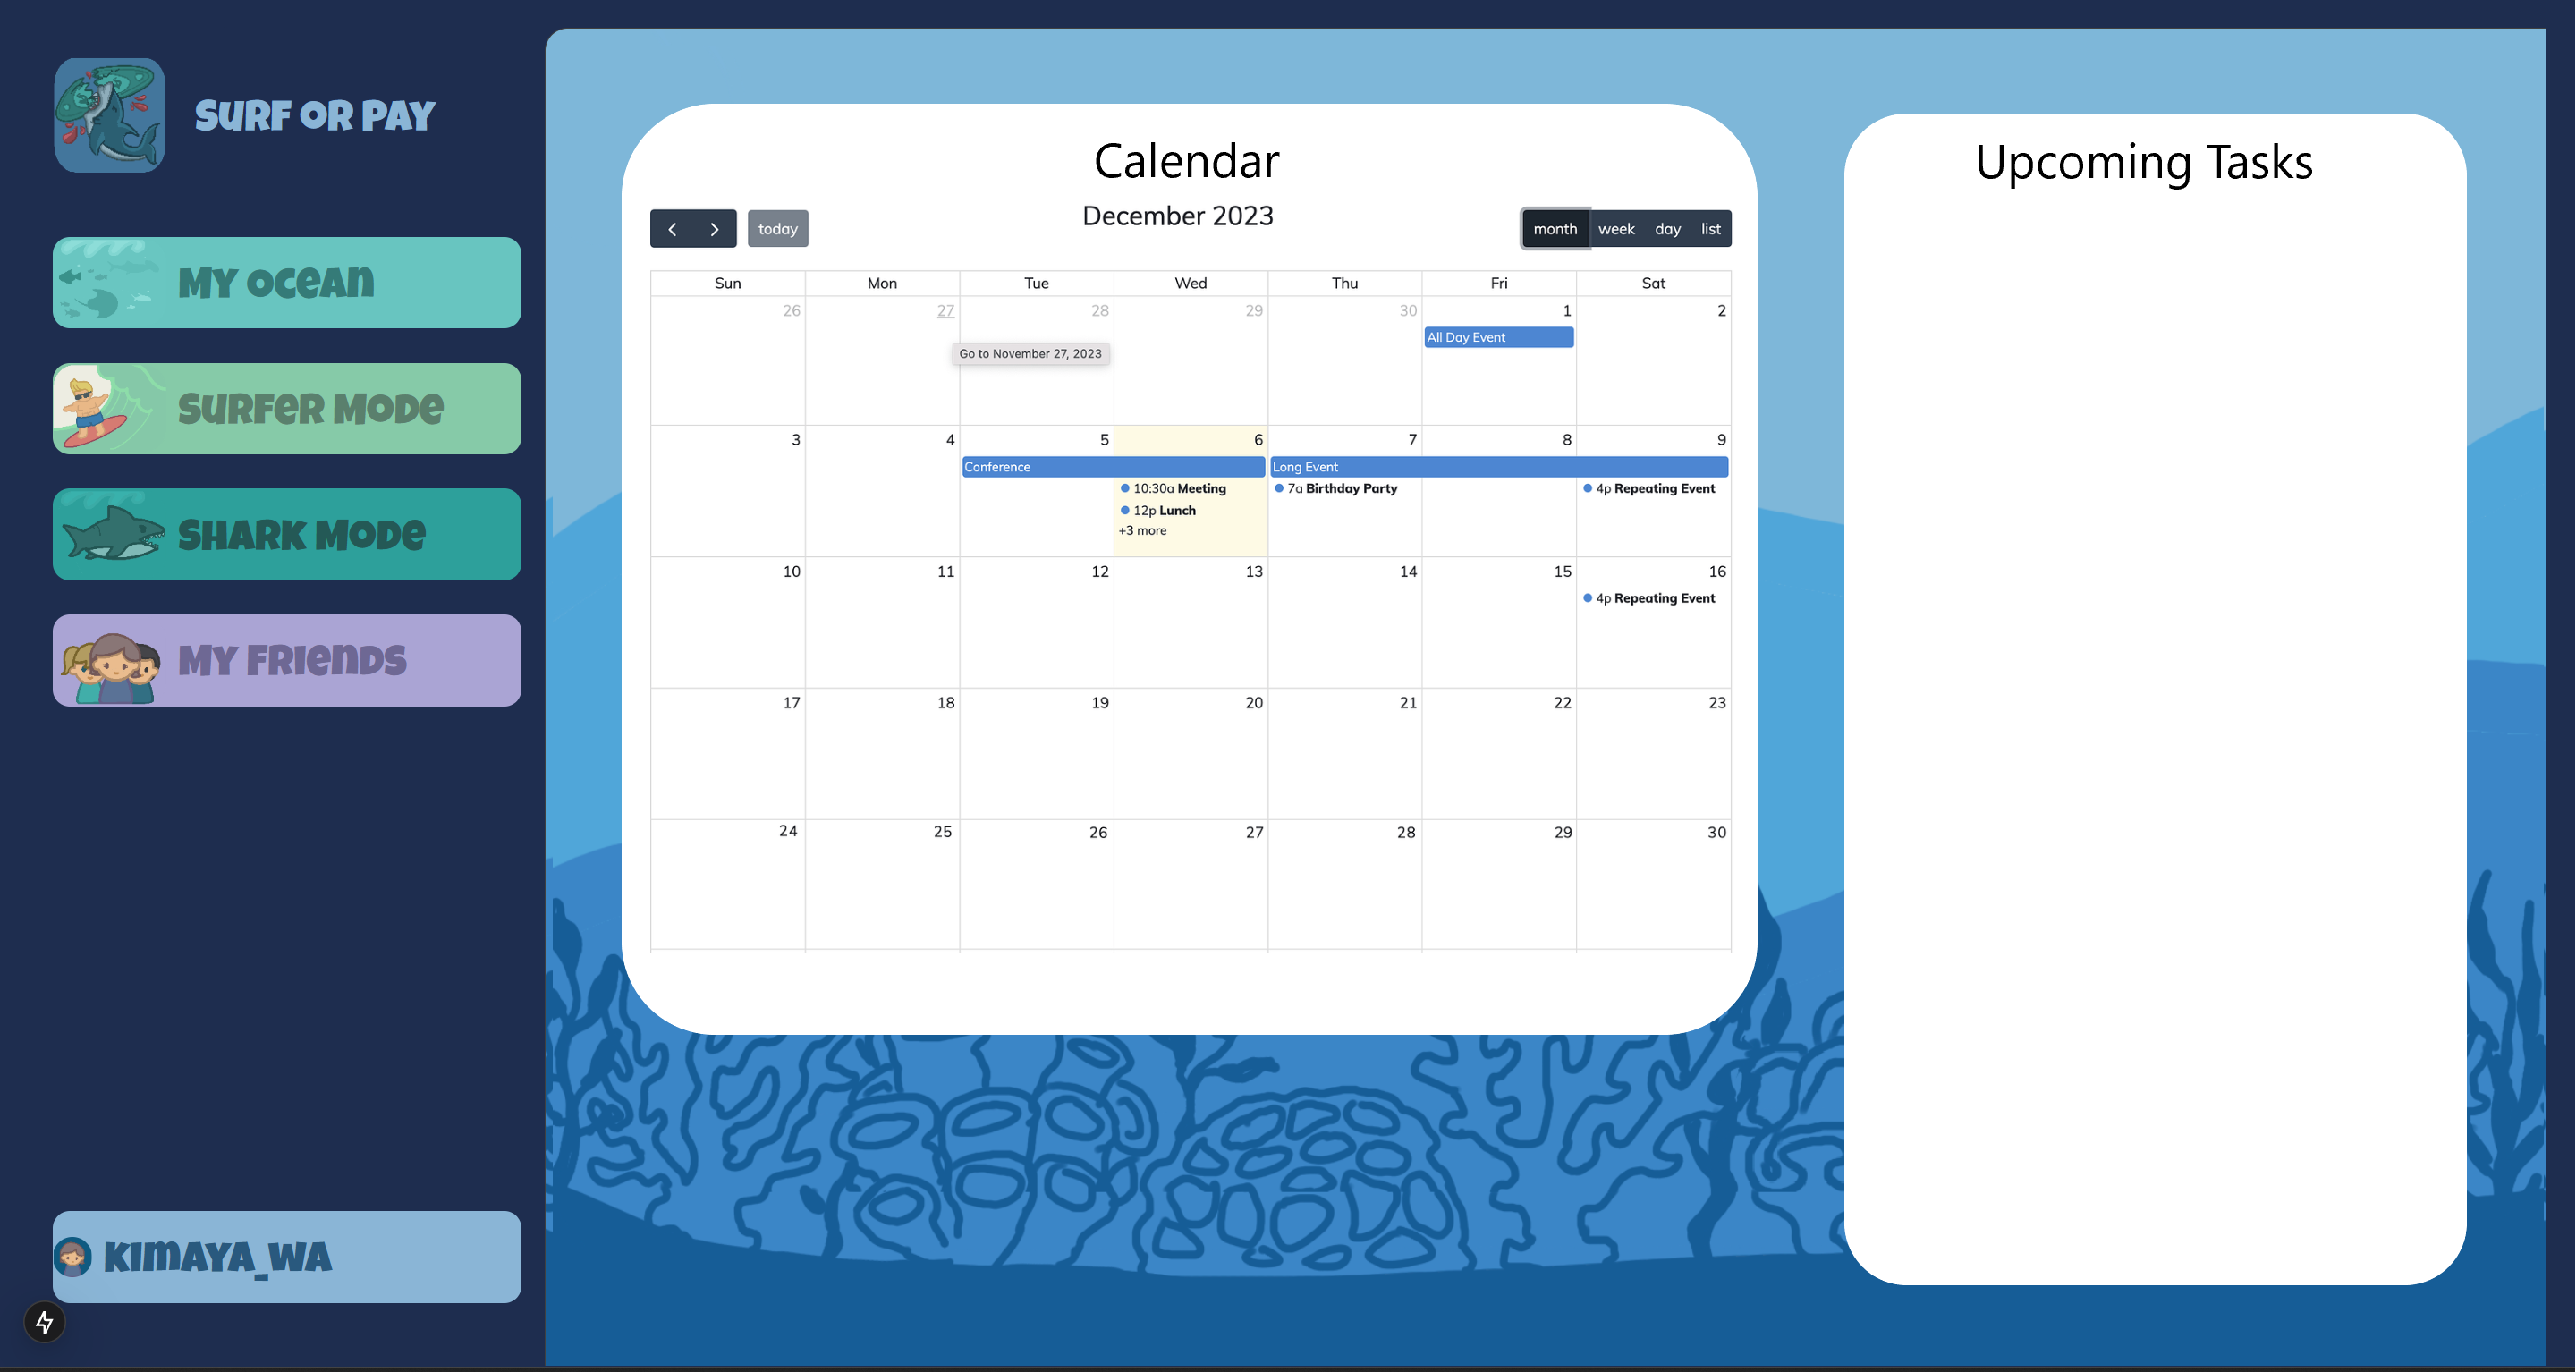 SURF OR PAY
MY OCEAN
SURFER MODE
SHARK MODE
MY FRIENDS
KIMAYA_WA
Calendar
December 2023
today
month week day list
Sun Mon Tue Wed Thu Fri Sat
26 27 28 29 30 1 2
All Day Event
Go to November 27, 2023
3 4 5 6 7 8 9
Conference Long Event
10:30a Meeting 7a Birthday Party 4p Repeating Event
12p Lunch
+3 more
10 11 12 13 14 15 16
4p Repeating Event
17 18 19 20 21 22 23
24 25 26 27 28 29 30
Upcoming Tasks